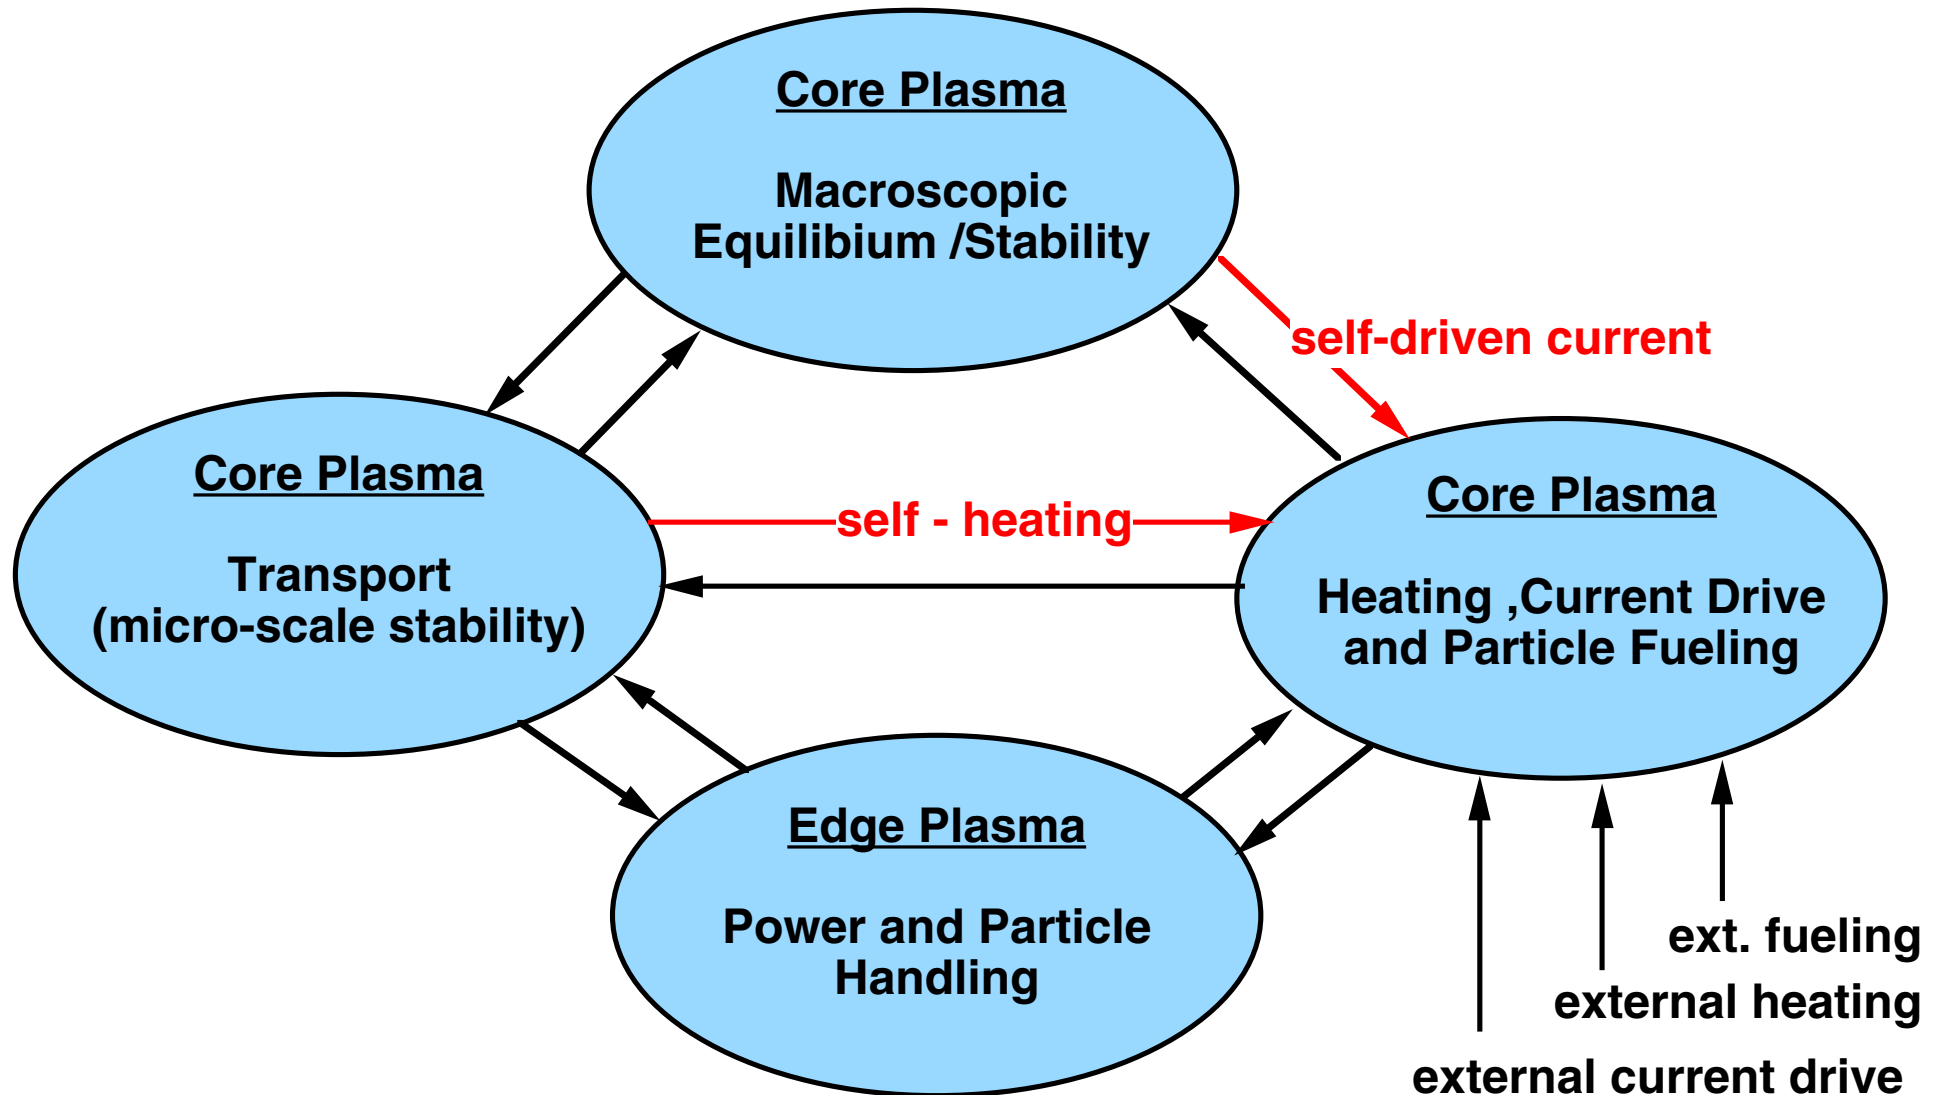 Core Plasma
Macroscopic
Equilibium /Stability
self-driven current
Core Plasma
Transport
(micro-scale stability)
self - heating
Core Plasma
Heating ,Current Drive
and Particle Fueling
Edge Plasma
Power and Particle
Handling
ext. fueling
external heating
external current drive